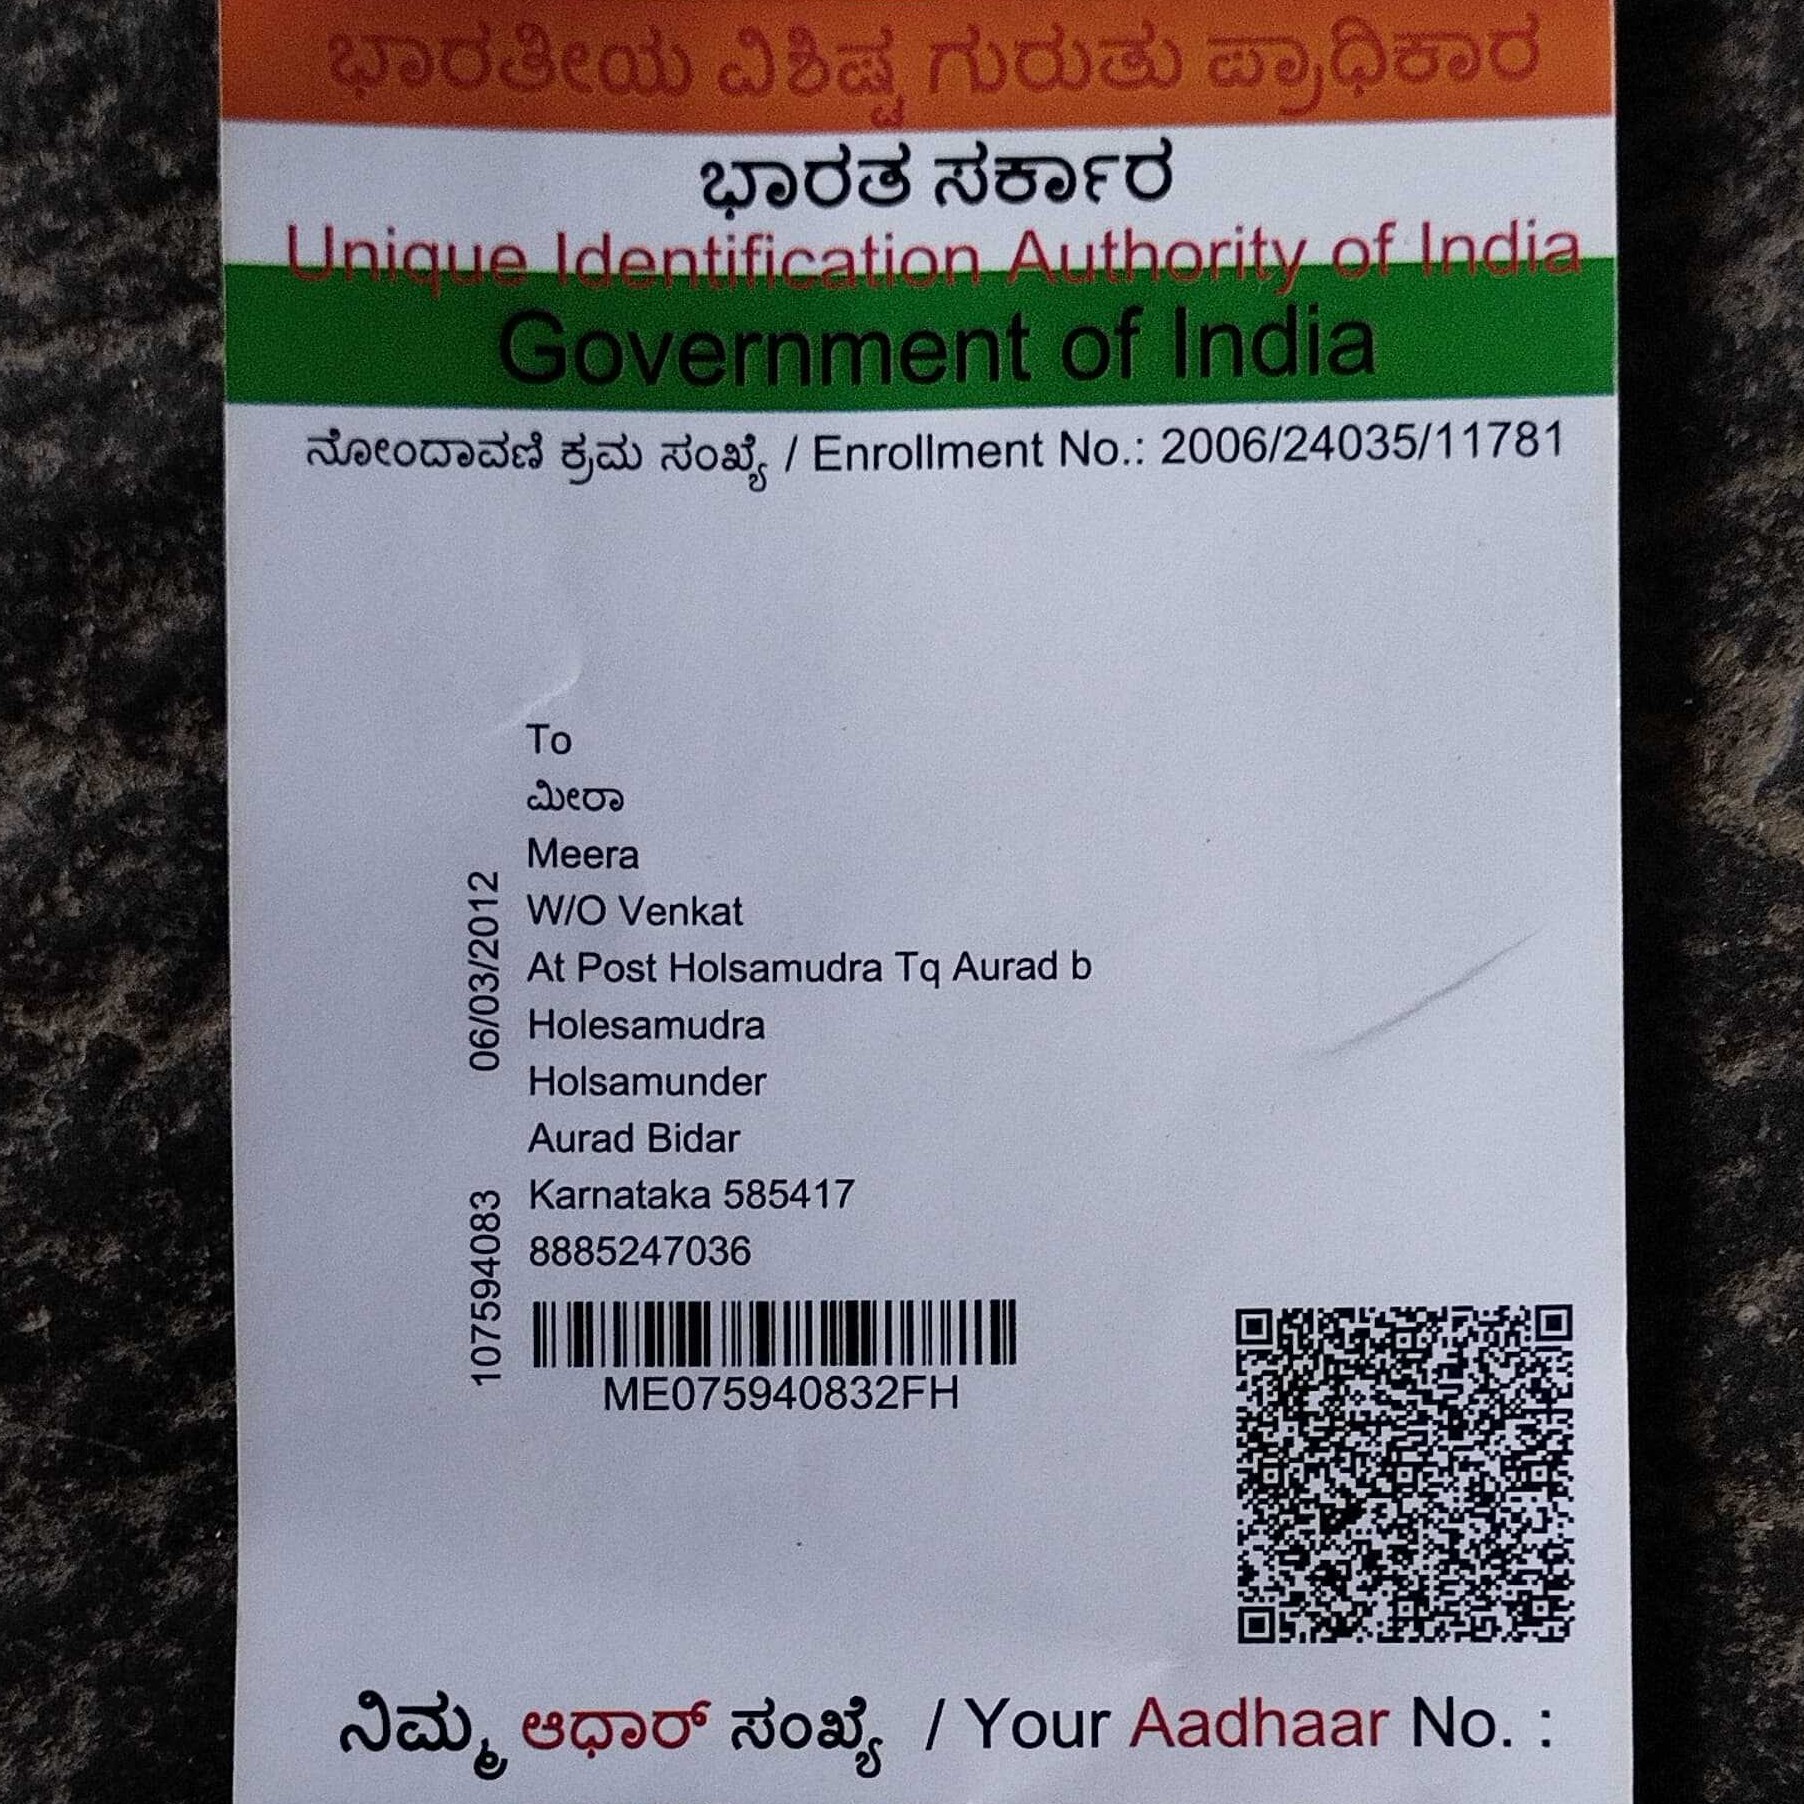 ಭಾರತೀಯ ವಿಶಿಷ್ಟ ಗುರುತು ಪ್ರಾಧಿಕಾರ
ಭಾರತ ಸರ್ಕಾರ
Unique Identification Authority of India
Government of India
ನೋಂದಾವಣಿ ಕ್ರಮ ಸಂಖ್ಯೆ / Enrollment No.: 2006/24035/11781
To
ಮೀರಾ
Meera
W/O Venkat
At Post Holsamudra Tq Aurad b
Holesamudra
Holsamunder
Aurad Bidar
Karnataka 585417
8885247036
06/03/2012
107594083
ME075940832FH
ನಿಮ್ಮ ಆಧಾರ್ ಸಂಖ್ಯೆ / Your Aadhaar No. :